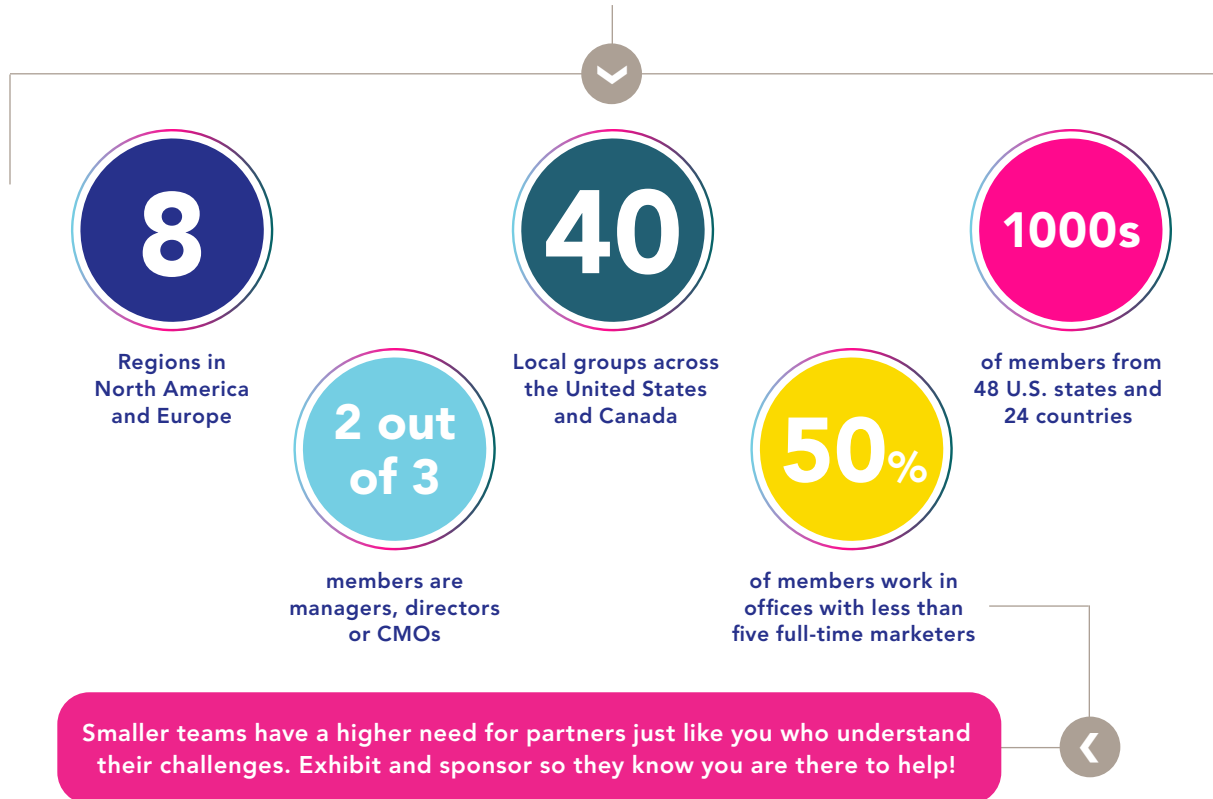 8
Regions in
North America
and Europe
2 out
of 3
members are
managers, directors
or CMOs
40
Local groups across
the United States
and Canada
50%
of members work in
offices with less than
five full-time marketers
1000s
of members from
48 U.S. states and
24 countries
Smaller teams have a higher need for partners just like you who understand
their challenges. Exhibit and sponsor so they know you are there to help!